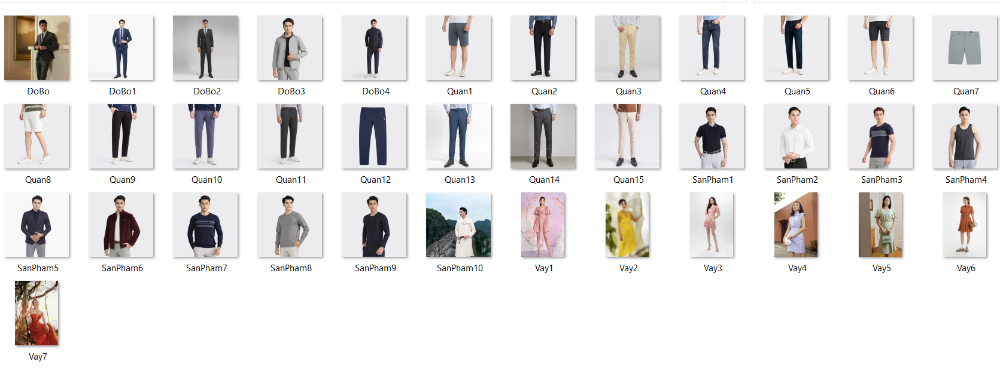 DoBo DoBo1 DoBo2 DoBo3 DoBo4 Quan1 Quan2 Quan3 Quan4 Quan5 Quan6 Quan7
Quan8 Quan9 Quan10 Quan11 Quan12 Quan13 Quan14 Quan15 SanPham1 SanPham2 SanPham3 SanPham4
SanPham5 SanPham6 SanPham7 SanPham8 SanPham9 SanPham10 Vay1 Vay2 Vay3 Vay4 Vay5 Vay6
Vay7